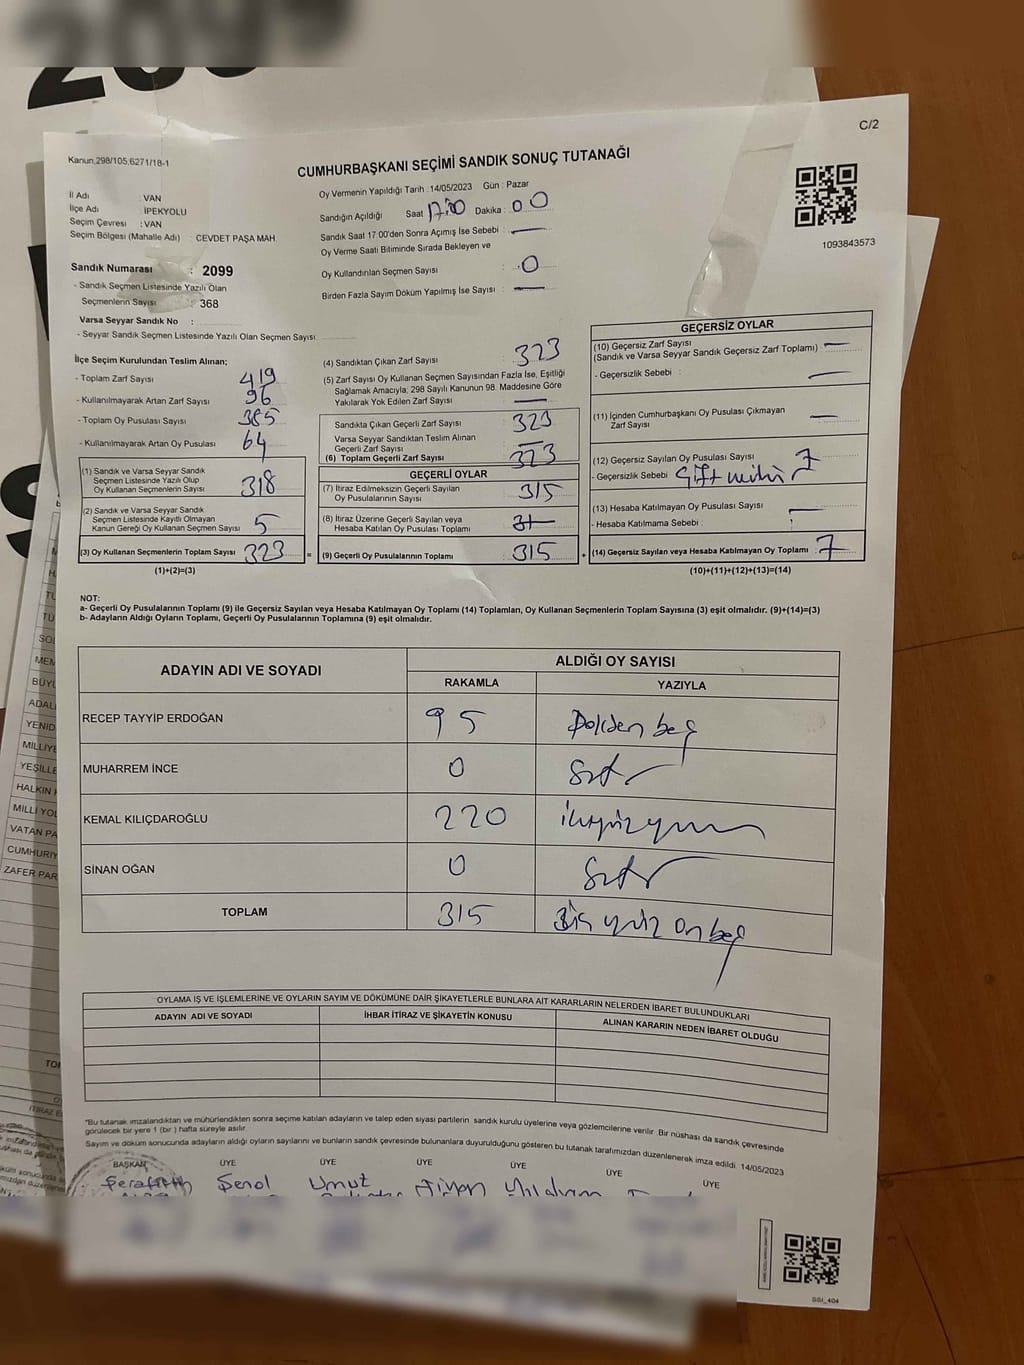 2099
C/2
Kanun.298/105;6271/18-1
CUMHURBAŞKANI SEÇİMİ SANDIK SONUÇ TUTANAĞI
İl Adı : VAN
İlçe Adı : İPEKYOLU
Seçim Çevresi : VAN
Seçim Bölgesi (Mahalle Adı) : CEVDET PAŞA MAH.
Sandık Numarası : 2099
- Sandık Seçmen Listesinde Yazılı Olan
Seçmenlerin Sayısı : 368
Varsa Seyyar Sandık No :
- Seyyar Sandık Seçmen Listesinde Yazılı Olan Seçmen Sayısı:
Oy Vermenin Yapıldığı Tarih : 14/05/2023 Gün : Pazar
Sandığın Açıldığı Saat 17:00 Dakika : 00
Sandık Saat 17.00'den Sonra Açımış İse Sebebi : —
Oy Verme Saati Bitiminde Sırada Bekleyen ve
Oy Kullandırılan Seçmen Sayısı : 0
Birden Fazla Sayım Döküm Yapılmış İse Sayısı : —
1093843573
İlçe Seçim Kurulundan Teslim Alınan;
- Toplam Zarf Sayısı 419
- Kullanılmayarak Artan Zarf Sayısı 96
- Toplam Oy Pusulası Sayısı 385
- Kullanılmayarak Artan Oy Pusulası 64
(1) Sandık ve Varsa Seyyar Sandık
Seçmen Listesinde Yazılı Olup
Oy Kullanan Seçmenlerin Sayısı 318
(2) Sandık ve Varsa Seyyar Sandık
Seçmen Listesinde Kayıtlı Olmayan
Kanun Gereği Oy Kullanan Seçmen Sayısı 5
(3) Oy Kullanan Seçmenlerin Toplam Sayısı 323 =
(1)+(2)=(3)
(4) Sandıktan Çıkan Zarf Sayısı 323
(5) Zarf Sayısı Oy Kullanan Seçmen Sayısından Fazla İse, Eşitliği
Sağlamak Amacıyla; 298 Sayılı Kanunun 98. Maddesine Göre
Yakılarak Yok Edilen Zarf Sayısı —
Sandıkta Çıkan Geçerli Zarf Sayısı 323
Varsa Seyyar Sandıktan Teslim Alınan
Geçerli Zarf Sayısı —
(6) Toplam Geçerli Zarf Sayısı 323
GEÇERLİ OYLAR
(7) İtiraz Edilmeksizin Geçerli Sayılan
Oy Pusulalarının Sayısı 315
(8) İtiraz Üzerine Geçerli Sayılan veya
Hesaba Katılan Oy Pusulası Toplamı
(9) Geçerli Oy Pusulalarının Toplamı 315 +
GEÇERSİZ OYLAR
(10) Geçersiz Zarf Sayısı —
(Sandık ve Varsa Seyyar Sandık Geçersiz Zarf Toplamı)
- Geçersizlik Sebebi : —
(11) İçinden Cumhurbaşkanı Oy Pusulası Çıkmayan
Zarf Sayısı —
(12) Geçersiz Sayılan Oy Pusulası Sayısı 7
- Geçersizlik Sebebi : Çift mühür
(13) Hesaba Katılmayan Oy Pusulası Sayısı —
- Hesaba Katılmama Sebebi :
(14) Geçersiz Sayılan veya Hesaba Katılmayan Oy Toplamı 7
(10)+(11)+(12)+(13)=(14)
NOT:
a- Geçerli Oy Pusulalarının Toplamı (9) ile Geçersiz Sayılan veya Hesaba Katılmayan Oy Toplamı (14) Toplamları, Oy Kullanan Seçmenlerin Toplam Sayısına (3) eşit olmalıdır. (9)+(14)=(3)
b- Adayların Aldığı Oyların Toplamı, Geçerli Oy Pusulalarının Toplamına (9) eşit olmalıdır.
ADAYIN ADI VE SOYADI ALDIĞI OY SAYISI
RAKAMLA YAZIYLA
RECEP TAYYİP ERDOĞAN 95 Doksan beş
MUHARREM İNCE 0 Sıfır
KEMAL KILIÇDAROĞLU 220 ikiyüzyirmi
SİNAN OĞAN 0 Sıfır
TOPLAM 315 Üç yüz on beş
OYLAMA İŞ VE İŞLEMLERİNE VE OYLARIN SAYIM VE DÖKÜMÜNE DAİR ŞİKAYETLERLE BUNLARA AİT KARARLARIN NELERDEN İBARET BULUNDUKLARI
ADAYIN ADI VE SOYADI İHBAR İTİRAZ VE ŞİKAYETİN KONUSU ALINAN KARARIN NEDEN İBARET OLDUĞU
*Bu tutanak imzalandıktan ve mühürlendikten sonra seçime katılan adayların ve talep eden siyasi partilerin sandık kurulu üyelerine veya gözlemcilerine verilir. Bir nüshası da sandık çevresinde
görülecek bir yere 1 (bir ) hafta süreyle asılır.
Sayım ve döküm sonucunda adayların aldığı oyların sayılarını ve bunların sandık çevresinde bulunanlara duyurulduğunu gösteren bu tutanak tarafımızdan düzenlenerek imza edildi. 14/05/2023
BAŞKAN ÜYE ÜYE ÜYE ÜYE ÜYE ÜYE
Şerafettin Şenol Umut Yıldırım
SSI_404
TÜ
SOL
MEM
BÜYÜ
ADAL
YENİD
MİLLİYE
YEŞİLLE
HALKIN
MİLLİ YOL
VATAN PA
CUMHURİY
ZAFER PAR